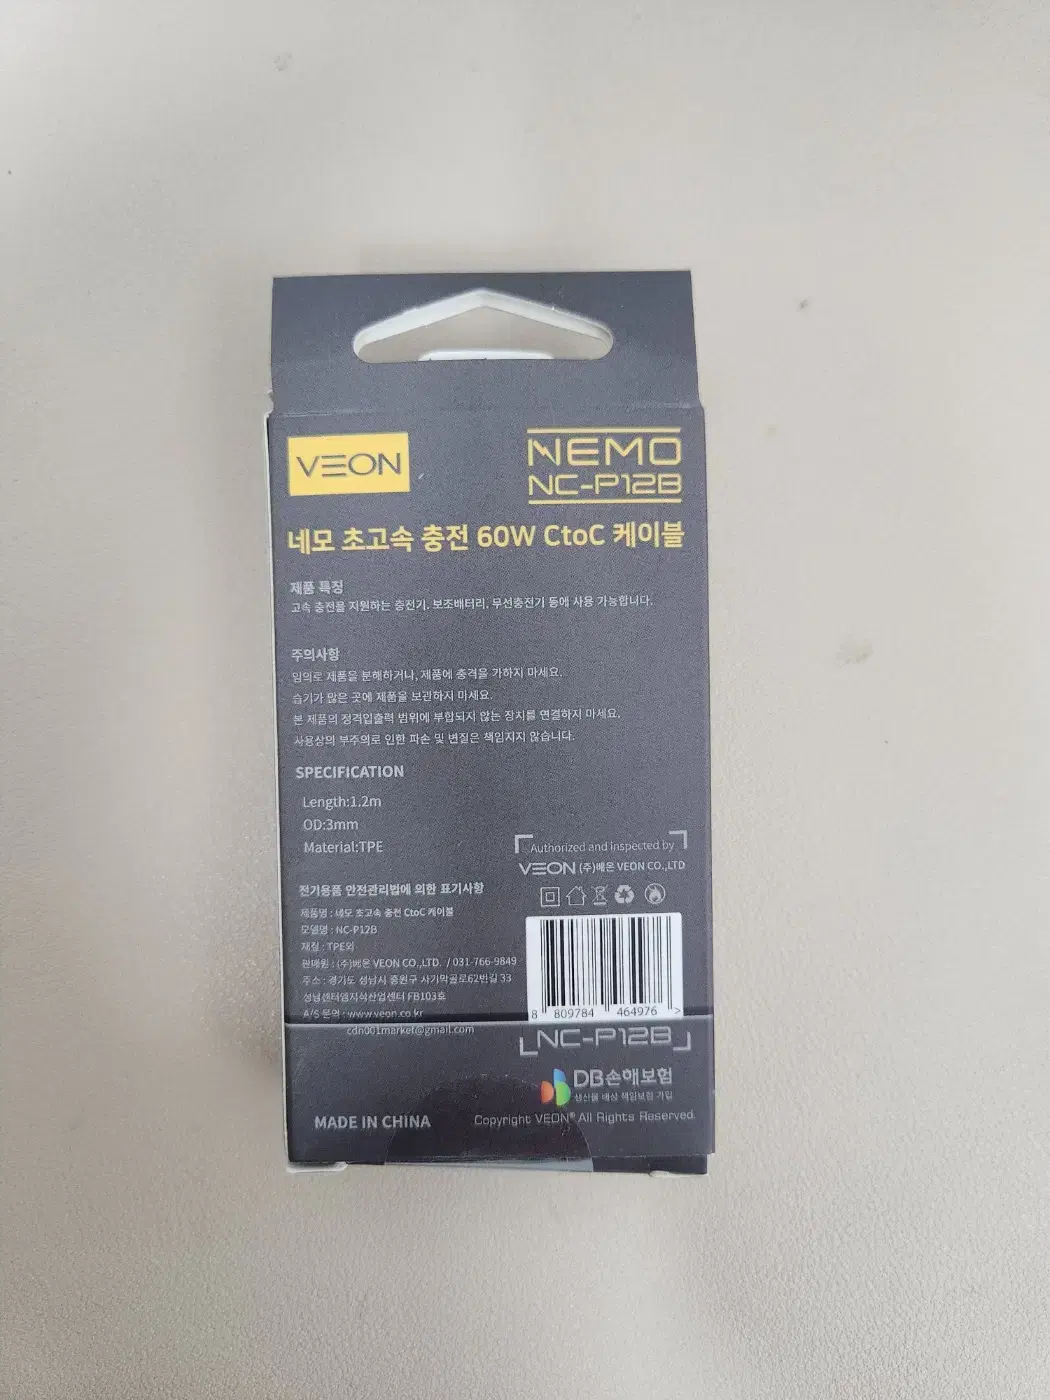 VEON
NEMO
NC-P12B
네모 초고속 충전 60W CtoC 케이블
제품 특징
고속 충전을 지원하는 충전기, 보조배터리, 무선충전기 등에 사용 가능합니다.
주의사항
임의로 제품을 분해하거나, 제품에 충격을 가하지 마세요.
습기가 많은 곳에 제품을 보관하지 마세요.
본 제품의 정격입출력 범위에 부합되지 않는 장치를 연결하지 마세요.
사용상의 부주의로 인한 파손 및 변질은 책임지지 않습니다.
SPECIFICATION
Length:1.2m
OD:3mm
Material:TPE
Authorized and inspected by
VEON (주)베온 VEON CO.,LTD
전기용품 안전관리법에 의한 표기사항
제품명 : 네모 초고속 충전 CtoC 케이블
모델명 : NC-P12B
재질 : TPE외
판매원 : (주)베온 VEON CO.,LTD. / 031-766-9849
주소 : 경기도 성남시 중원구 사기막골로62번길 33
성남센터엠지식산업센터 FB103호
A/S 문의 : www.veon.co.kr
cdn001market@gmail.com
8 809784 464976 >
NC-P12B
DB손해보험
생산물 배상 책임보험 가입
MADE IN CHINA
Copyright VEON® All Rights Reserved.